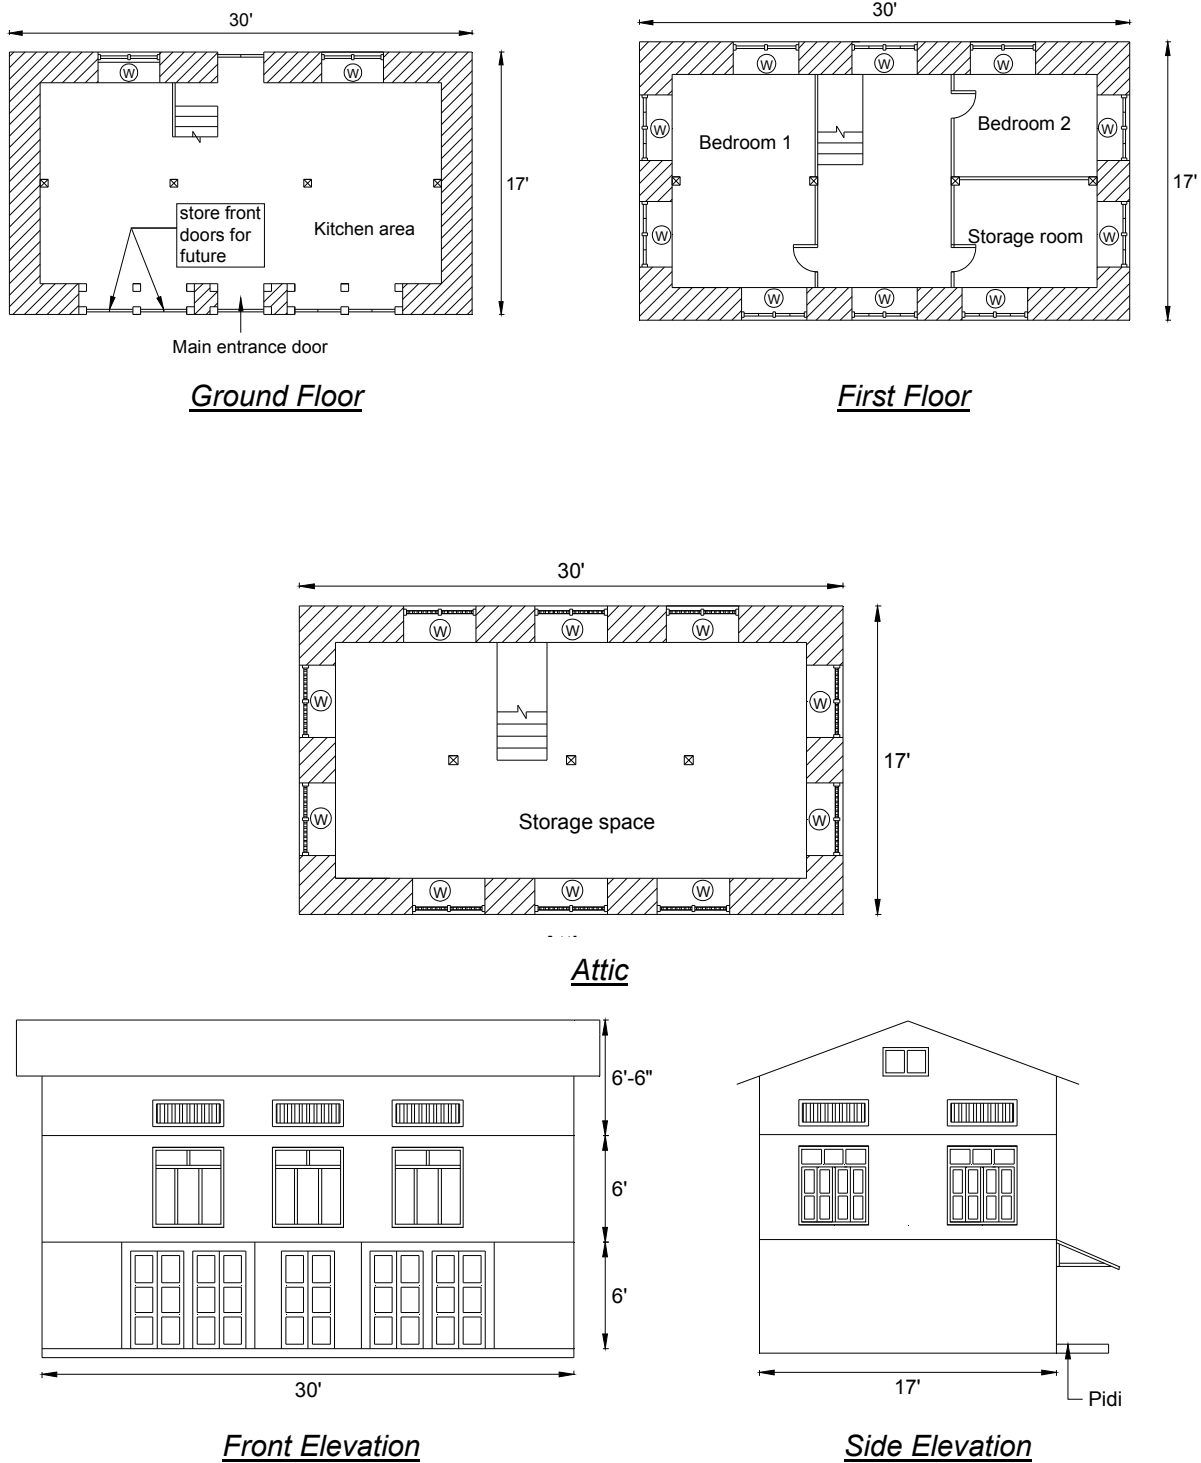 30'
W
W
17'
store front
doors for
future
Kitchen area
Main entrance door
Ground Floor
30'
W
W
W
W
W
Bedroom 1
Bedroom 2
17'
W
W
Storage room
W
W
W
First Floor
30'
W
W
W
W
W
17'
W
W
Storage space
W
W
W
Attic
6'-6"
6'
6'
30'
Front Elevation
17'
Pidi
Side Elevation